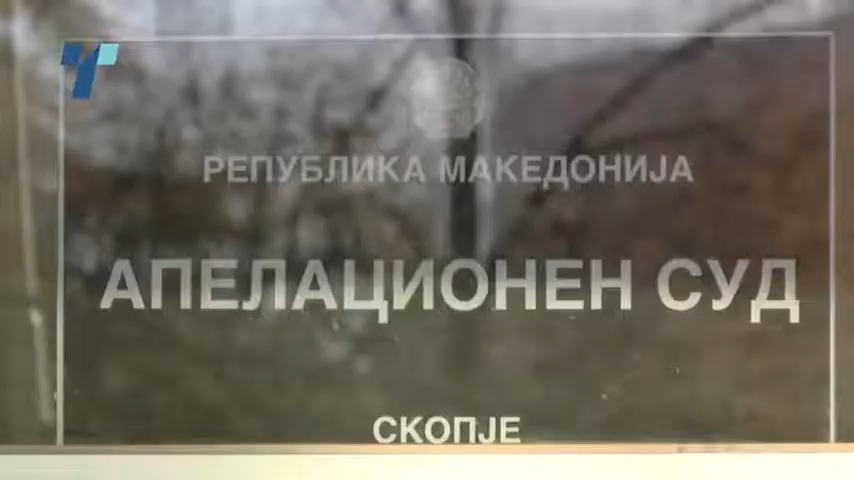 РЕПУБЛИКА МАКЕДОНИЈА
АПЕЛАЦИОНЕН СУД
СКОПЈЕ